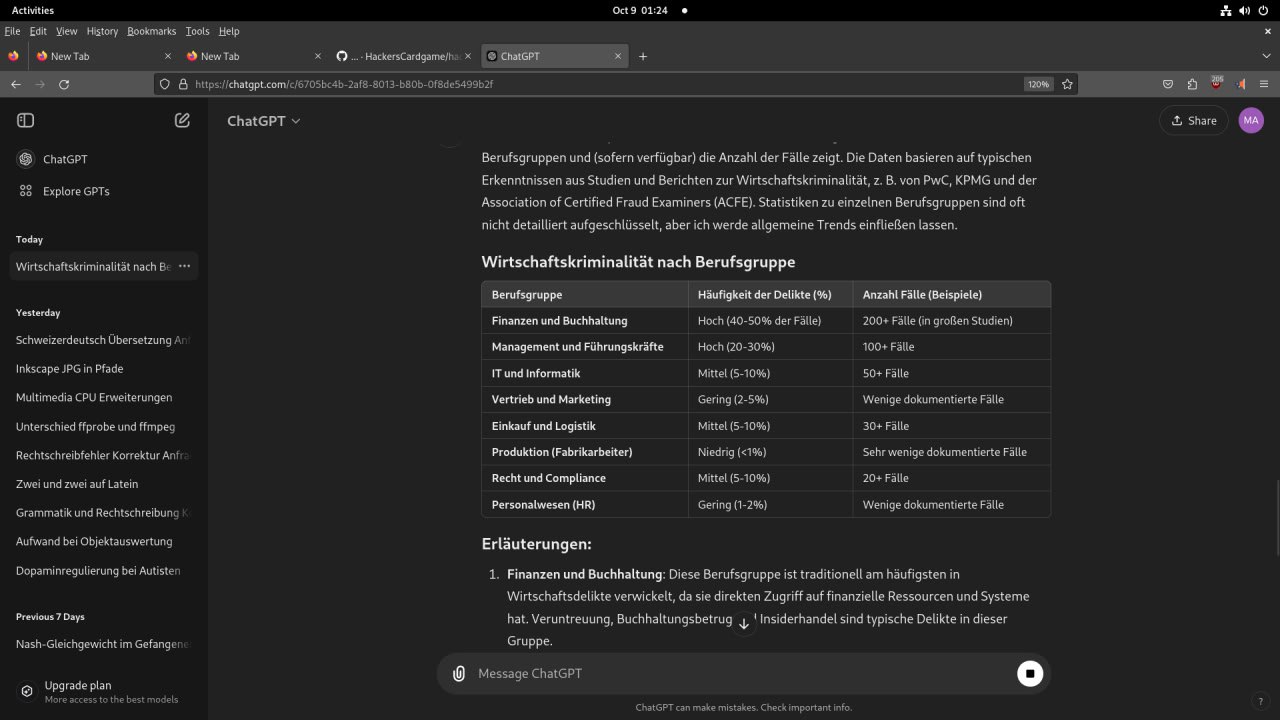 Activities
Oct 9 01:24
File Edit View History Bookmarks Tools Help
New Tab
New Tab
... · HackersCardgame/hac
ChatGPT
https://chatgpt.com/c/6705bc4b-2af8-8013-b80b-0f8de5499b2f
120%
205
ChatGPT
Share
MA
ChatGPT
Explore GPTs
Today
Wirtschaftskriminalität nach Be
Yesterday
Schweizerdeutsch Übersetzung Anf
Inkscape JPG in Pfade
Multimedia CPU Erweiterungen
Unterschied ffprobe und ffmpeg
Rechtschreibfehler Korrektur Anfra
Zwei und zwei auf Latein
Grammatik und Rechtschreibung K
Aufwand bei Objektauswertung
Dopaminregulierung bei Autisten
Previous 7 Days
Nash-Gleichgewicht im Gefangene
Upgrade plan
More access to the best models
Berufsgruppen und (sofern verfügbar) die Anzahl der Fälle zeigt. Die Daten basieren auf typischen
Erkenntnissen aus Studien und Berichten zur Wirtschaftskriminalität, z. B. von PwC, KPMG und der
Association of Certified Fraud Examiners (ACFE). Statistiken zu einzelnen Berufsgruppen sind oft
nicht detailliert aufgeschlüsselt, aber ich werde allgemeine Trends einfließen lassen.
Wirtschaftskriminalität nach Berufsgruppe
Berufsgruppe Häufigkeit der Delikte (%) Anzahl Fälle (Beispiele)
Finanzen und Buchhaltung Hoch (40-50% der Fälle) 200+ Fälle (in großen Studien)
Management und Führungskräfte Hoch (20-30%) 100+ Fälle
IT und Informatik Mittel (5-10%) 50+ Fälle
Vertrieb und Marketing Gering (2-5%) Wenige dokumentierte Fälle
Einkauf und Logistik Mittel (5-10%) 30+ Fälle
Produktion (Fabrikarbeiter) Niedrig (<1%) Sehr wenige dokumentierte Fälle
Recht und Compliance Mittel (5-10%) 20+ Fälle
Personalwesen (HR) Gering (1-2%) Wenige dokumentierte Fälle
Erläuterungen:
1. Finanzen und Buchhaltung: Diese Berufsgruppe ist traditionell am häufigsten in
Wirtschaftsdelikte verwickelt, da sie direkten Zugriff auf finanzielle Ressourcen und Systeme
hat. Veruntreuung, Buchhaltungsbetrug Insiderhandel sind typische Delikte in dieser
Gruppe.
Message ChatGPT
ChatGPT can make mistakes. Check important info.
?